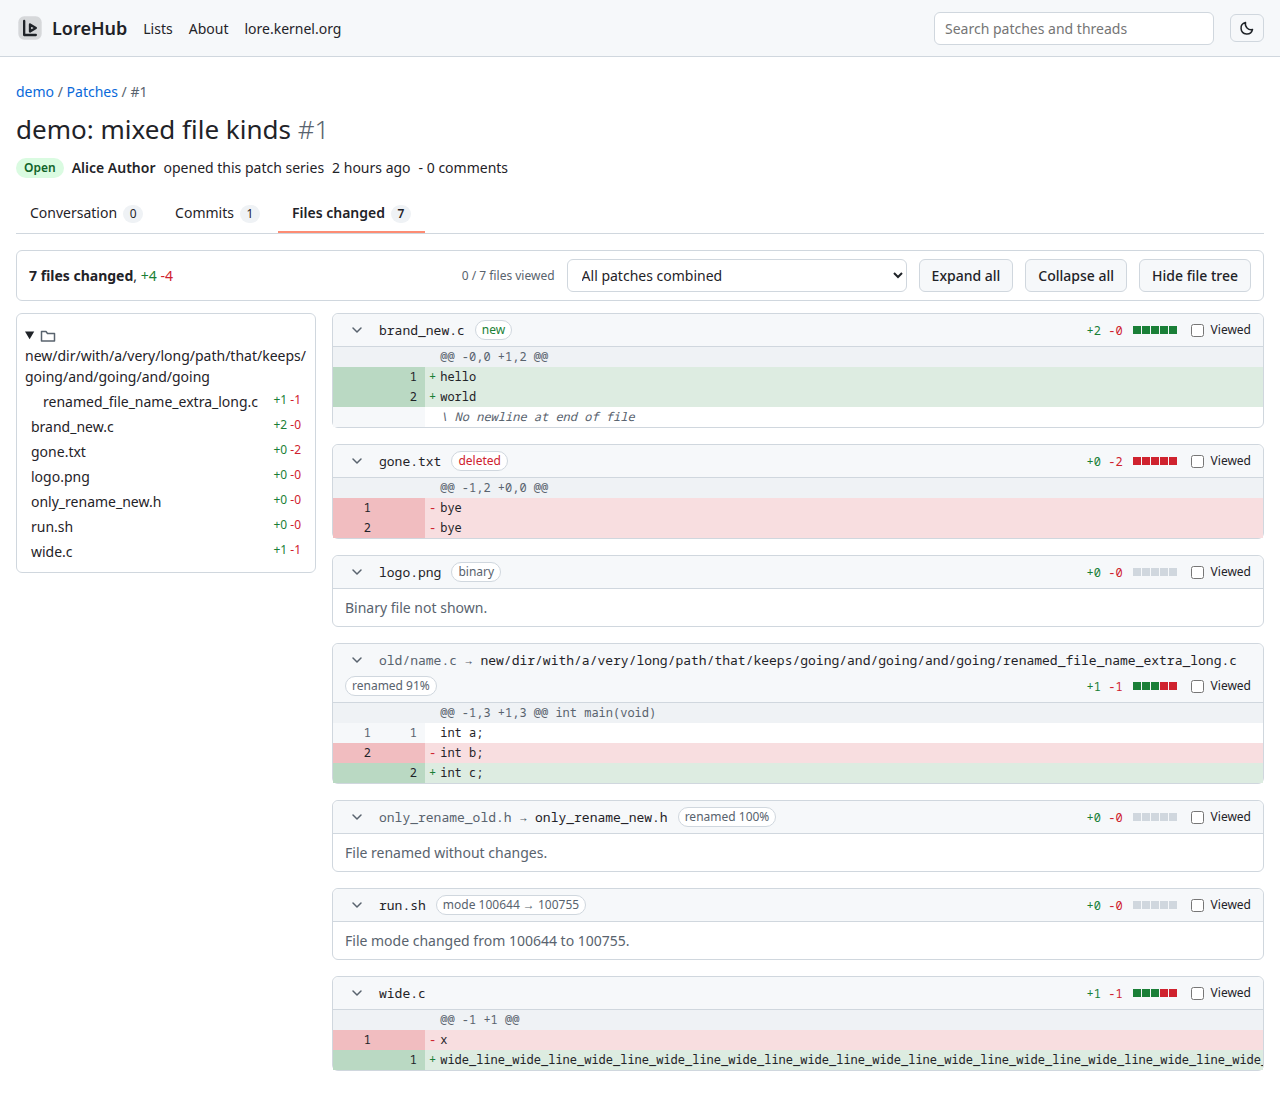 LoreHub Lists About lore.kernel.org Search patches and threads
demo / Patches / #1
demo: mixed file kinds #1
Open Alice Author opened this patch series 2 hours ago - 0 comments
Conversation 0 Commits 1 Files changed 7
7 files changed, +4 -4 0 / 7 files viewed All patches combined Expand all Collapse all Hide file tree
new/dir/with/a/very/long/path/that/keeps/
going/and/going/and/going
renamed_file_name_extra_long.c +1 -1
brand_new.c +2 -0
gone.txt +0 -2
logo.png +0 -0
only_rename_new.h +0 -0
run.sh +0 -0
wide.c +1 -1
brand_new.c new +2 -0 Viewed
@@ -0,0 +1,2 @@
1 + hello
2 + world
\ No newline at end of file
gone.txt deleted +0 -2 Viewed
@@ -1,2 +0,0 @@
1 - bye
2 - bye
logo.png binary +0 -0 Viewed
Binary file not shown.
old/name.c → new/dir/with/a/very/long/path/that/keeps/going/and/going/and/going/renamed_file_name_extra_long.c
renamed 91% +1 -1 Viewed
@@ -1,3 +1,3 @@ int main(void)
1 1 int a;
2 - int b;
2 + int c;
only_rename_old.h → only_rename_new.h renamed 100% +0 -0 Viewed
File renamed without changes.
run.sh mode 100644 → 100755 +0 -0 Viewed
File mode changed from 100644 to 100755.
wide.c +1 -1 Viewed
@@ -1 +1 @@
1 - x
1 + wide_line_wide_line_wide_line_wide_line_wide_line_wide_line_wide_line_wide_line_wide_line_wide_line_wide_line_wide_